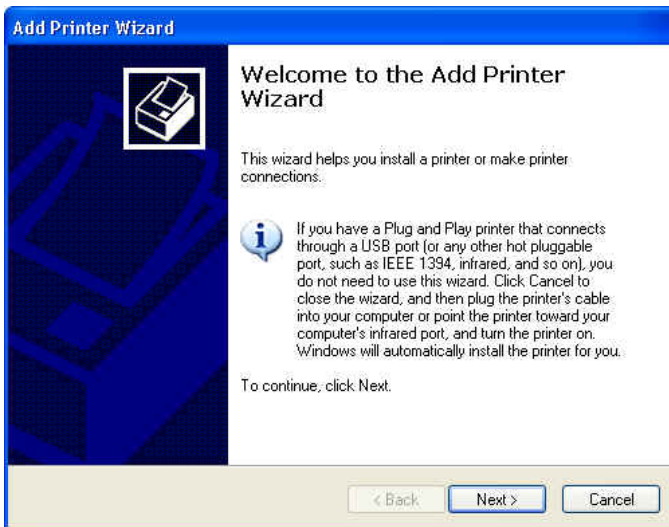 Add Printer Wizard
Welcome to the Add Printer
Wizard
This wizard helps you install a printer or make printer
connections.
If you have a Plug and Play printer that connects
through a USB port (or any other hot pluggable
port, such as IEEE 1394, infrared, and so on), you
do not need to use this wizard. Click Cancel to
close the wizard, and then plug the printer's cable
into your computer or point the printer toward your
computer's infrared port, and turn the printer on.
Windows will automatically install the printer for you.
To continue, click Next.
< Back Next > Cancel